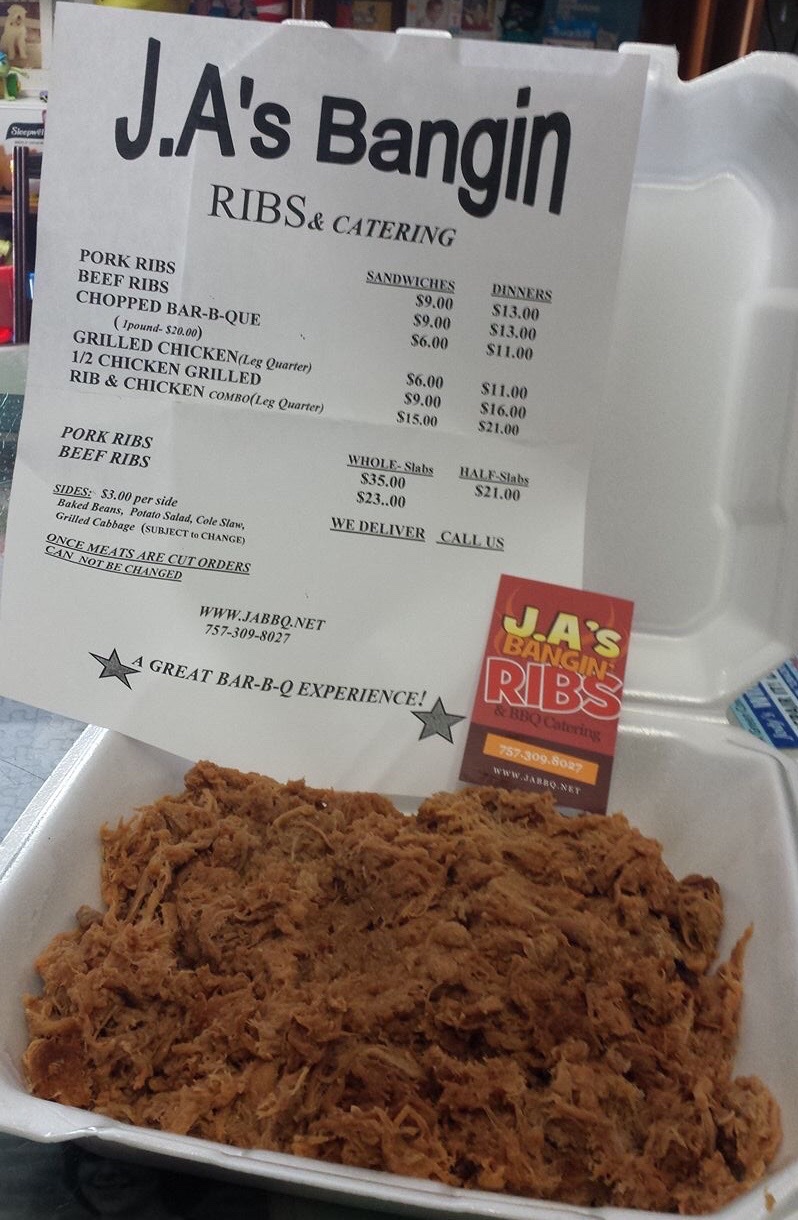 J.A's Bangin
RIBS & CATERING
SANDWICHES DINNERS
PORK RIBS $9.00 $13.00
BEEF RIBS $9.00 $13.00
CHOPPED BAR-B-QUE $6.00 $11.00
(1pound- $20.00)
GRILLED CHICKEN(Leg Quarter) $6.00 $11.00
1/2 CHICKEN GRILLED $9.00 $16.00
RIB & CHICKEN COMBO(Leg Quarter) $15.00 $21.00
WHOLE- Slabs HALF-Slabs
PORK RIBS $35.00 $21.00
BEEF RIBS $23..00
SIDES: $3.00 per side
Baked Beans, Potato Salad, Cole Slaw,
Grilled Cabbage (SUBJECT to CHANGE)
WE DELIVER CALL US
ONCE MEATS ARE CUT ORDERS
CAN NOT BE CHANGED
WWW.JABBQ.NET
757-309-8027
A GREAT BAR-B-Q EXPERIENCE!
J.A'S
BANGIN'
RIBS
& BBQ Catering
757.309.8027
WWW.JABBQ.NET